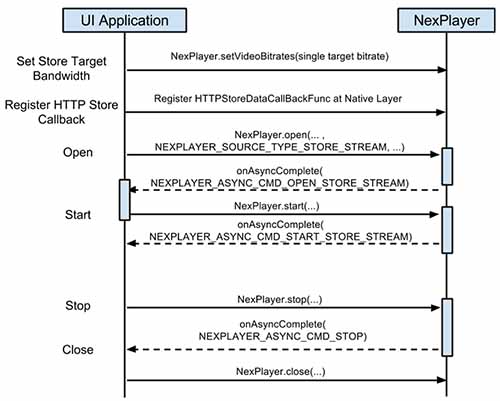 UI Application
NexPlayer
Set Store Target
Bandwidth
NexPlayer.setVideoBitrates(single target bitrate)
Register HTTP Store
Callback
Register HTTPStoreDataCallBackFunc at Native Layer
Open
NexPlayer.open(... ,
NEXPLAYER_SOURCE_TYPE_STORE_STREAM, ...)
onAsyncComplete(
NEXPLAYER_ASYNC_CMD_OPEN_STORE_STREAM)
Start
NexPlayer.start(...)
onAsyncComplete(
NEXPLAYER_ASYNC_CMD_START_STORE_STREAM)
Stop
NexPlayer.stop(...)
onAsyncComplete(
NEXPLAYER_ASYNC_CMD_STOP)
Close
NexPlayer.close(...)